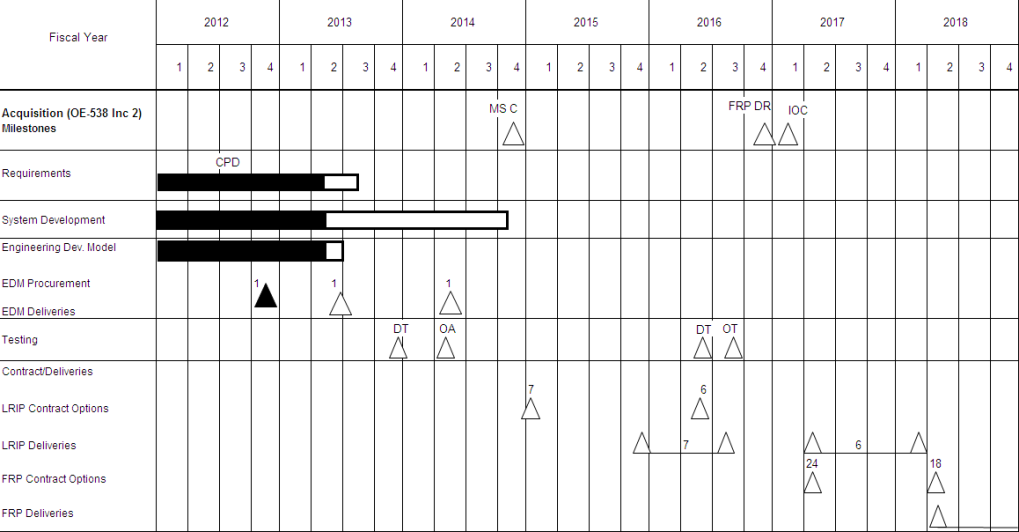 Fiscal Year
2012 2013 2014 2015 2016 2017 2018
1 2 3 4 1 2 3 4 1 2 3 4 1 2 3 4 1 2 3 4 1 2 3 4 1 2 3 4
Acquisition (OE-538 Inc 2)
Milestones
MS C FRP DR IOC
Requirements
CPD
System Development
Engineering Dev. Model
EDM Procurement
1 1 1
EDM Deliveries
Testing
DT OA DT OT
Contract/Deliveries
LRIP Contract Options
7 6
LRIP Deliveries
7 6
FRP Contract Options
24 18
FRP Deliveries